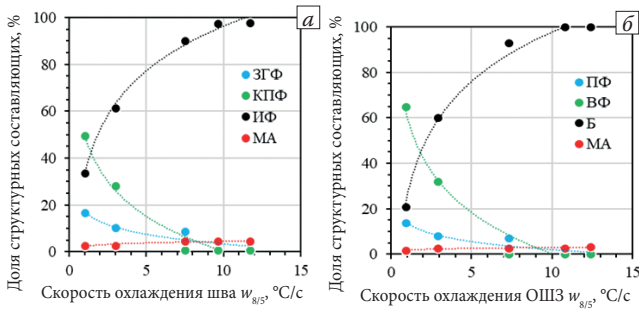 Доля структурных составляющих, %
100
80
60
40
20
0
0
5
10
15
а
ЗГФ
КПФ
ИФ
МА
Скорость охлаждения шва w8/5, °C/с
Доля структурных составляющих, %
100
80
60
40
20
0
0
5
10
15
б
ПФ
ВФ
Б
МА
Скорость охлаждения ОШЗ w8/5, °C/с